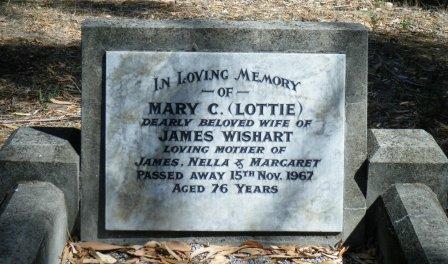 In Loving Memory
— OF —
MARY C. (LOTTIE)
DEARLY BELOVED WIFE OF
JAMES WISHART
LOVING MOTHER OF
JAMES, NELLA & MARGARET
PASSED AWAY 15TH NOV. 1967
AGED 76 YEARS